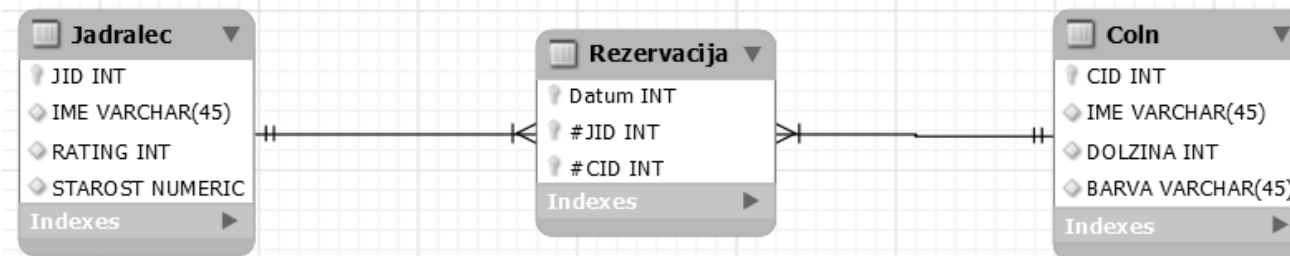 Jadralec
JID INT
IME VARCHAR(45)
RATING INT
STAROST NUMERIC
Indexes
Rezervacija
Datum INT
#JID INT
#CID INT
Indexes
Coln
CID INT
IME VARCHAR(45)
DOLZINA INT
BARVA VARCHAR(45)
Indexes